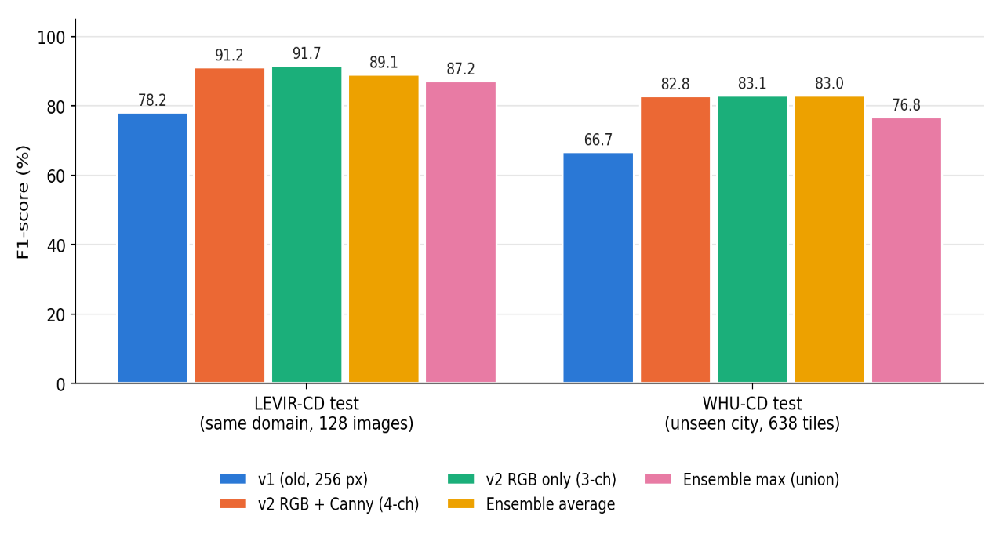 100
80
60
40
20
0
F1-score (%)
78.2
91.2
91.7
89.1
87.2
66.7
82.8
83.1
83.0
76.8
LEVIR-CD test
(same domain, 128 images)
WHU-CD test
(unseen city, 638 tiles)
v1 (old, 256 px)
v2 RGB + Canny (4-ch)
v2 RGB only (3-ch)
Ensemble average
Ensemble max (union)